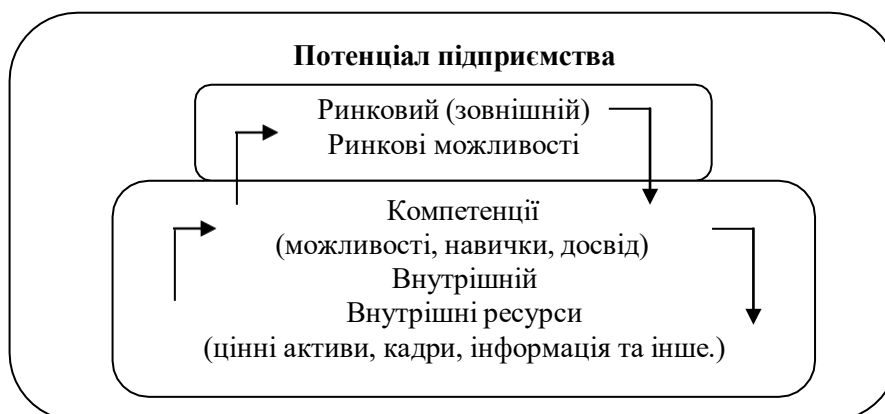 Потенціал підприємства
Ринковий (зовнішній)
Ринкові можливості
Компетенції
(можливості, навички, досвід)
Внутрішній
Внутрішні ресурси
(цінні активи, кадри, інформація та інше.)